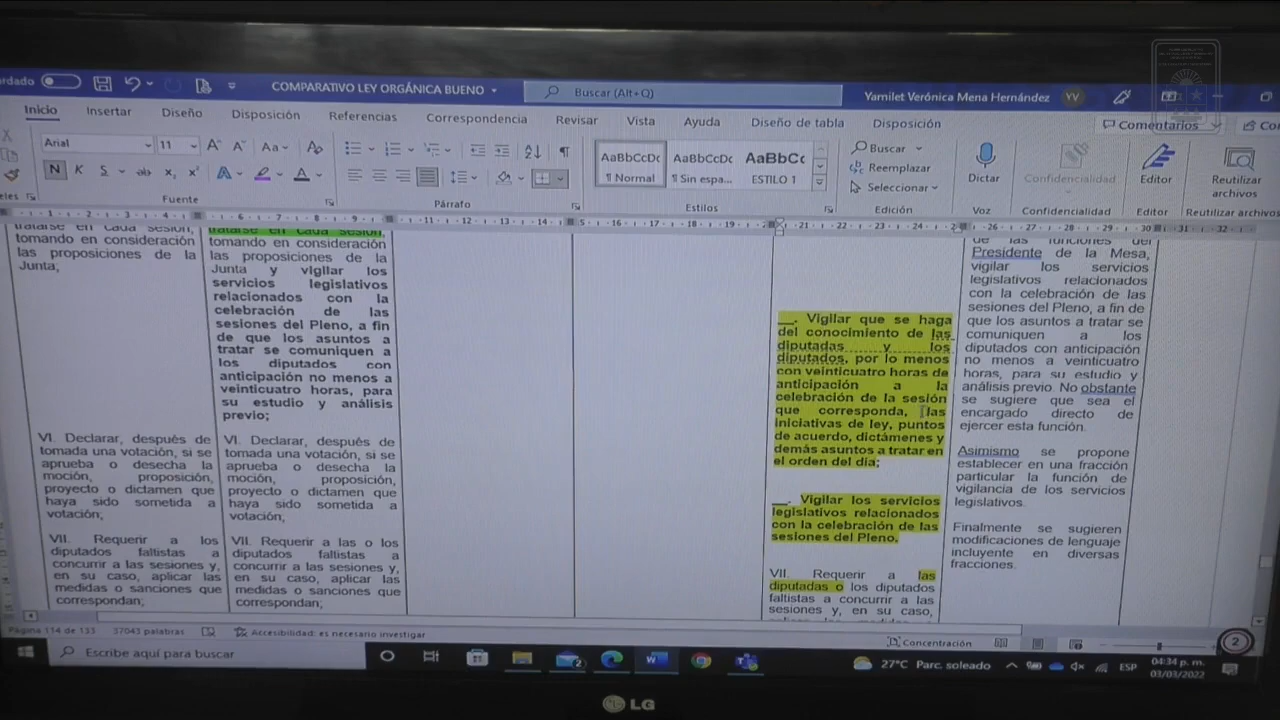 COMPARATIVO LEY ORGÁNICA BUENO
Buscar (Alt+Q)
Yamilet Verónica Mena Hernández
YV
Inicio
Insertar
Diseño
Disposición
Referencias
Correspondencia
Revisar
Vista
Ayuda
Diseño de tabla
Disposición
Comentarios
Arial
11
N K S ab
Fuente
Párrafo
AaBbCcDc
¶ Normal
AaBbCcDc
¶ Sin espa...
AaBbCc
ESTILO 1
Estilos
Buscar
Reemplazar
Seleccionar
Edición
Dictar
Voz
Confidencialidad
Confidencialidad
Editor
Editor
Reutilizar
archivos
Reutilizar archivos
tratarse en cada sesión,
tomando en consideración
las proposiciones de la
Junta;
VI. Declarar, después de
tomada una votación, si se
aprueba o desecha la
moción, proposición,
proyecto o dictamen que
haya sido sometida a
votación;
VII. Requerir a los
diputados faltistas a
concurrir a las sesiones y,
en su caso, aplicar las
medidas o sanciones que
correspondan;
tratarse en cada sesión,
tomando en consideración
las proposiciones de la
Junta y vigilar los
servicios legislativos
relacionados con la
celebración de las
sesiones del Pleno, a fin
de que los asuntos a
tratar se comuniquen a
los diputados con
anticipación no menos a
veinticuatro horas, para
su estudio y análisis
previo;
VI. Declarar, después de
tomada una votación, si se
aprueba o desecha la
moción, proposición,
proyecto o dictamen que
haya sido sometida a
votación;
VII. Requerir a las o los
diputados faltistas a
concurrir a las sesiones y,
en su caso, aplicar las
medidas o sanciones que
correspondan;
__. Vigilar que se haga
del conocimiento de las
diputadas y los
diputados, por lo menos
con veinticuatro horas de
anticipación a la
celebración de la sesión
que corresponda, las
iniciativas de ley, puntos
de acuerdo, dictámenes y
demás asuntos a tratar en
el orden del día;
__. Vigilar los servicios
legislativos relacionados
con la celebración de las
sesiones del Pleno.
VII. Requerir a las
diputadas o los diputados
faltistas a concurrir a las
sesiones y, en su caso,
de las funciones del
Presidente de la Mesa,
vigilar los servicios
legislativos relacionados
con la celebración de las
sesiones del Pleno, a fin de
que los asuntos a tratar se
comuniquen a los
diputados con anticipación
no menos a veinticuatro
horas, para su estudio y
análisis previo. No obstante
se sugiere que sea el
encargado directo de
ejercer esta función.
Asimismo se propone
establecer en una fracción
particular la función de
vigilancia de los servicios
legislativos.
Finalmente se sugieren
modificaciones de lenguaje
incluyente en diversas
fracciones.
Página 114 de 133
37043 palabras
Accesibilidad: es necesario investigar
Concentración
Escribe aquí para buscar
27°C Parc. soleado
ESP
04:34 p. m.
03/03/2022
2
LG